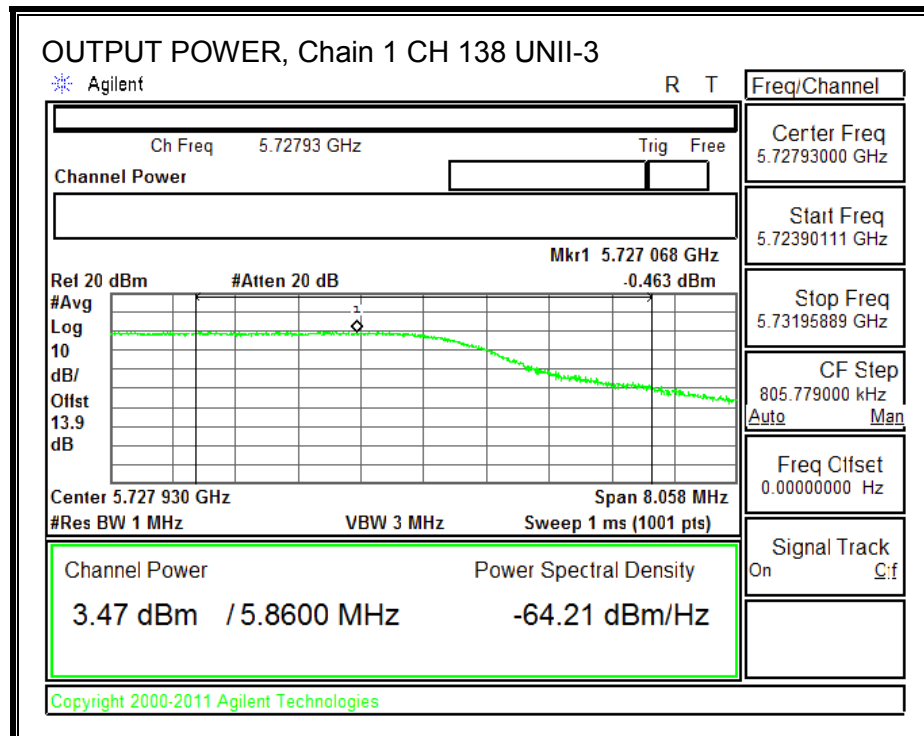 OUTPUT POWER, Chain 1 CH 138 UNII-3
Agilent R T
Freq/Channel
Ch Freq 5.72793 GHz Trig Free
Channel Power
Mkr1 5.727 068 GHz
Ref 20 dBm #Atten 20 dB -0.463 dBm
#Avg
Log
10
dB/
Offst
13.9
dB
1
Center 5.727 930 GHz Span 8.058 MHz
#Res BW 1 MHz VBW 3 MHz Sweep 1 ms (1001 pts)
Channel Power Power Spectral Density
3.47 dBm / 5.8600 MHz -64.21 dBm/Hz
Copyright 2000-2011 Agilent Technologies
Center Freq
5.72793000 GHz
Start Freq
5.72390111 GHz
Stop Freq
5.73195889 GHz
CF Step
805.779000 kHz
Auto Man
Freq Offset
0.00000000 Hz
Signal Track
On Off